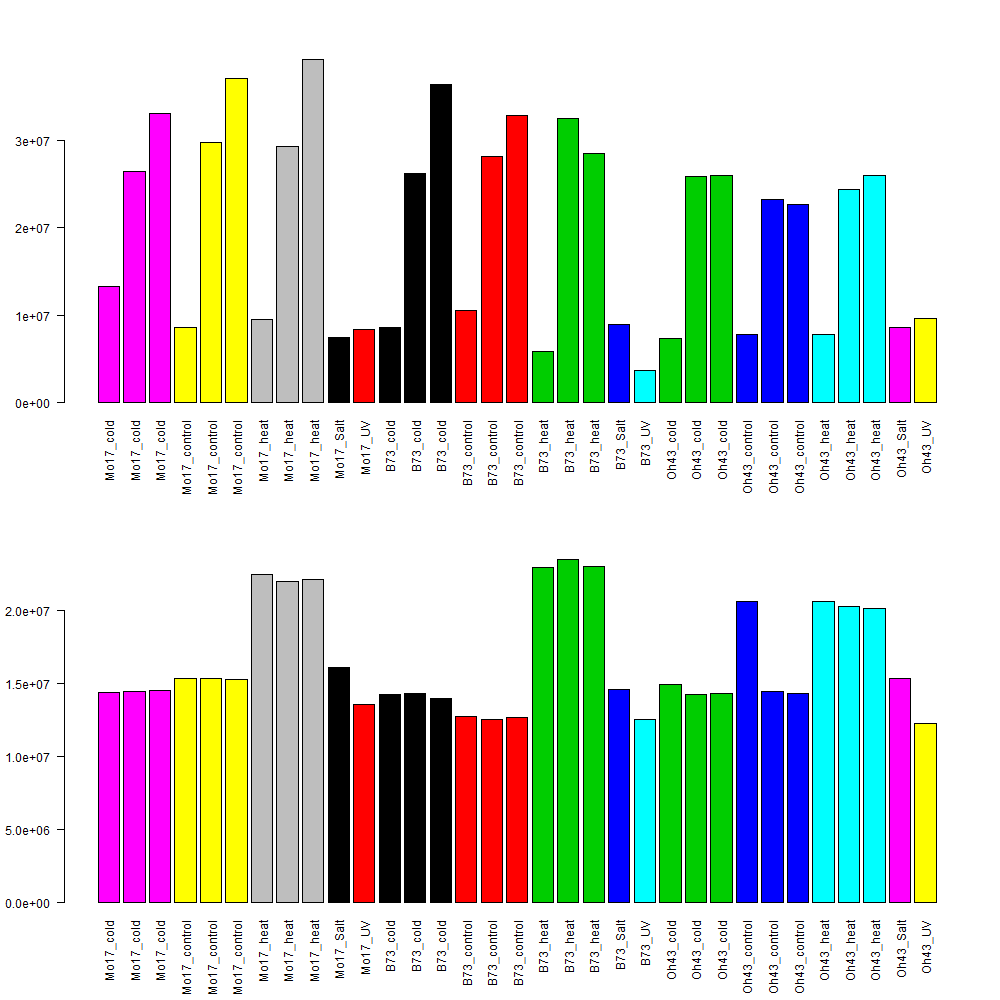 3e+07
2e+07
1e+07
0e+00
Mo17_cold
Mo17_cold
Mo17_cold
Mo17_control
Mo17_control
Mo17_control
Mo17_heat
Mo17_heat
Mo17_heat
Mo17_Salt
Mo17_UV
B73_cold
B73_cold
B73_cold
B73_control
B73_control
B73_control
B73_heat
B73_heat
B73_heat
B73_Salt
B73_UV
Oh43_cold
Oh43_cold
Oh43_cold
Oh43_control
Oh43_control
Oh43_control
Oh43_heat
Oh43_heat
Oh43_heat
Oh43_Salt
Oh43_UV
2.0e+07
1.5e+07
1.0e+07
5.0e+06
0.0e+00
Mo17_cold
Mo17_cold
Mo17_cold
Mo17_control
Mo17_control
Mo17_control
Mo17_heat
Mo17_heat
Mo17_heat
Mo17_Salt
Mo17_UV
B73_cold
B73_cold
B73_cold
B73_control
B73_control
B73_control
B73_heat
B73_heat
B73_heat
B73_Salt
B73_UV
Oh43_cold
Oh43_cold
Oh43_cold
Oh43_control
Oh43_control
Oh43_control
Oh43_heat
Oh43_heat
Oh43_heat
Oh43_Salt
Oh43_UV